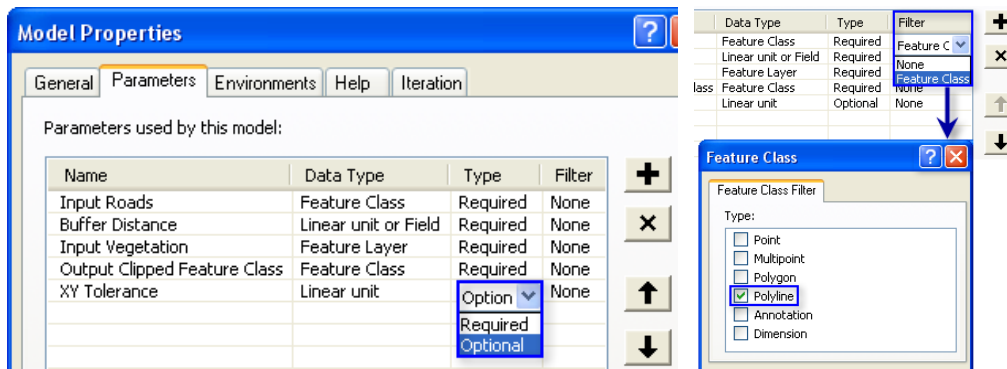 Model Properties
General Parameters Environments Help Iteration
Parameters used by this model:
Name Data Type Type Filter
Input Roads Feature Class Required None
Buffer Distance Linear unit or Field Required None
Input Vegetation Feature Layer Required None
Output Clipped Feature Class Feature Class Required None
XY Tolerance Linear unit Option None
Required
Optional
Data Type Type Filter
Feature Class Required Feature C
Linear unit or Field Required None
Feature Layer Required Feature Class
lass Feature Class Required None
Linear unit Optional None
Feature Class
Feature Class Filter
Type:
Point
Multipoint
Polygon
Polyline
Annotation
Dimension